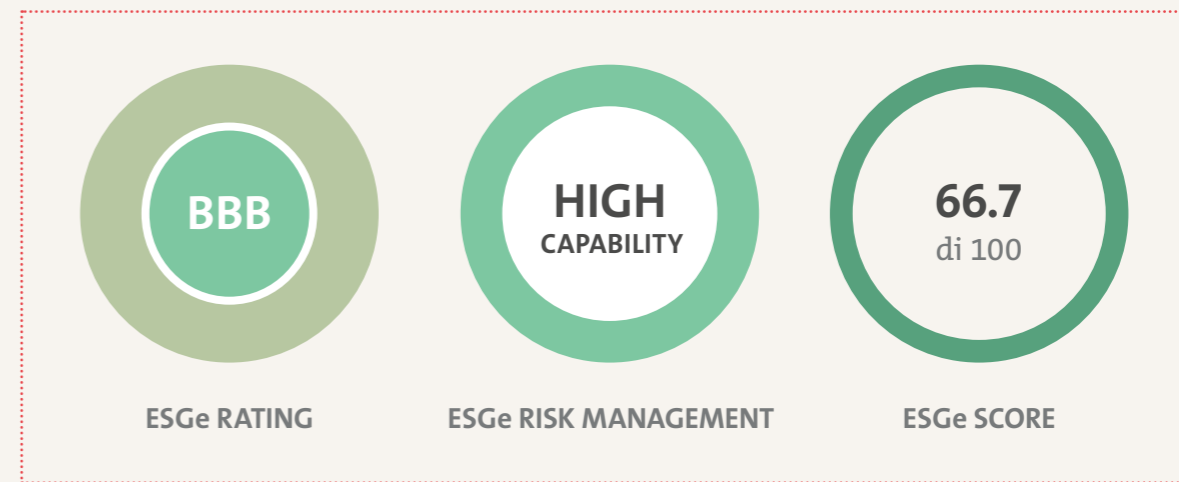 BBB
ESGe RATING
HIGH
CAPABILITY
ESGe RISK MANAGEMENT
66.7
di 100
ESGe SCORE